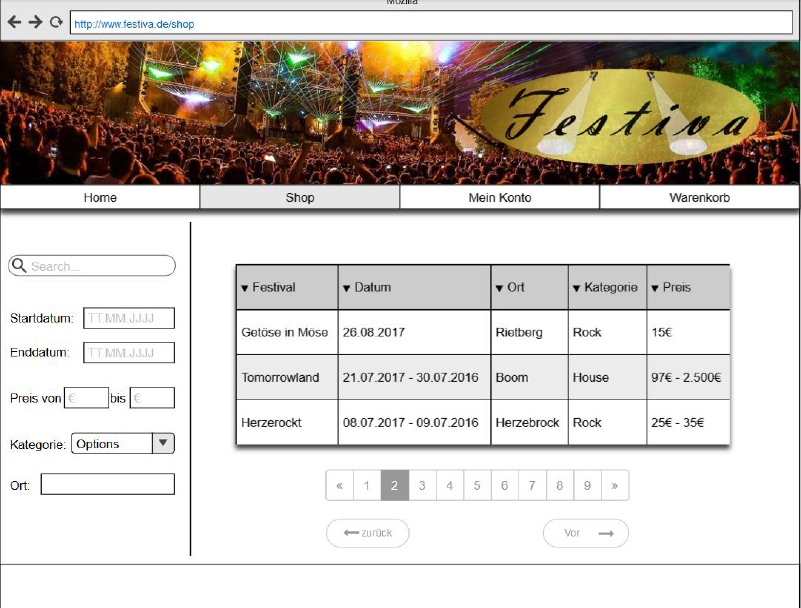 Mozilla
http://www.festiva.de/shop
Festiva
Home Shop Mein Konto Warenkorb
Search...
Startdatum: TT.MM.JJJJ
Enddatum: TT.MM.JJJJ
Preis von € bis €
Kategorie: Options ▼
Ort:
▼ Festival ▼ Datum ▼ Ort ▼ Kategorie ▼ Preis
Getöse in Möse 26.08.2017 Rietberg Rock 15€
Tomorrowland 21.07.2017 - 30.07.2016 Boom House 97€ - 2.500€
Herzerockt 08.07.2017 - 09.07.2016 Herzebrock Rock 25€ - 35€
« 1 2 3 4 5 6 7 8 9 »
zurück Vor